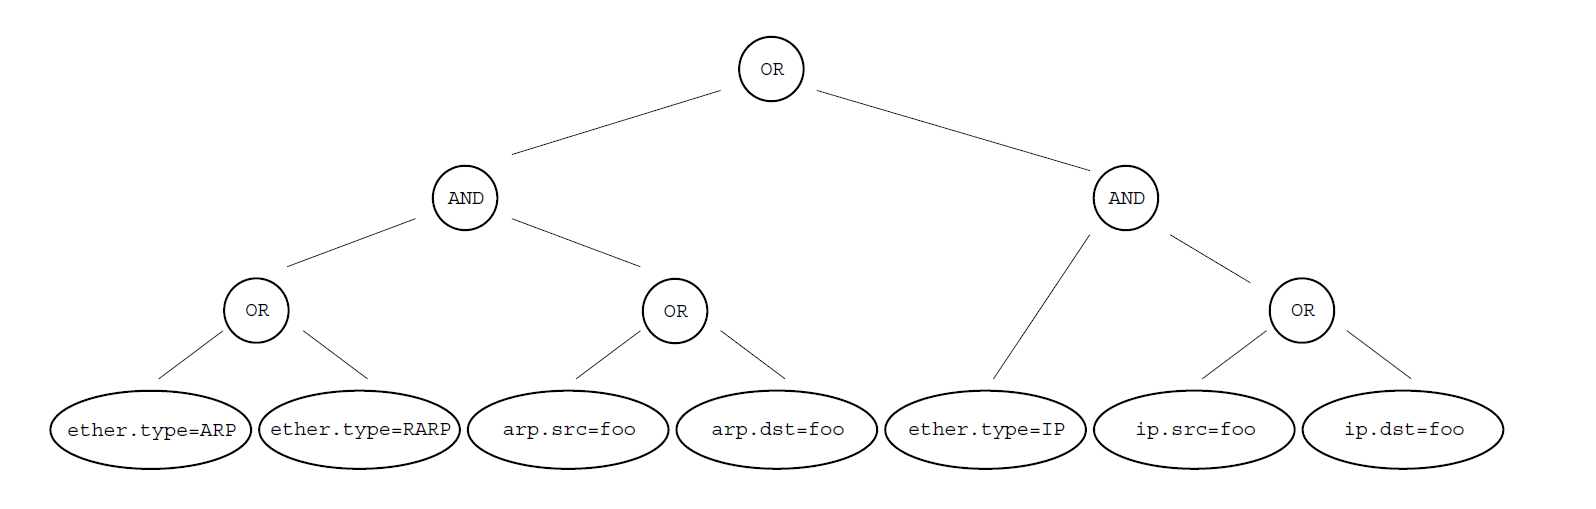 OR
AND
AND
OR
OR
OR
ether.type=ARP
ether.type=RARP
arp.src=foo
arp.dst=foo
ether.type=IP
ip.src=foo
ip.dst=foo